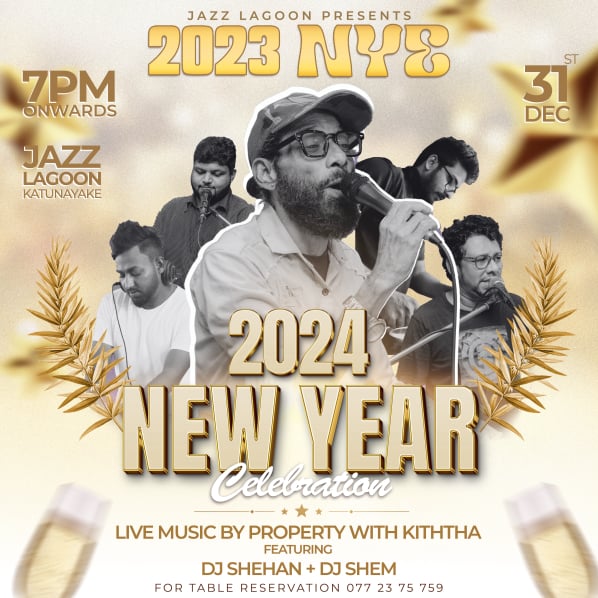 JAZZ LAGOON PRESENTS
2023 NYE
7PM
ONWARDS
31ST
DEC
JAZZ
LAGOON
KATUNAYAKE
2024
NEW YEAR
Celebration
LIVE MUSIC BY PROPERTY WITH KITHTHA
FEATURING
DJ SHEHAN + DJ SHEM
FOR TABLE RESERVATION 077 23 75 759